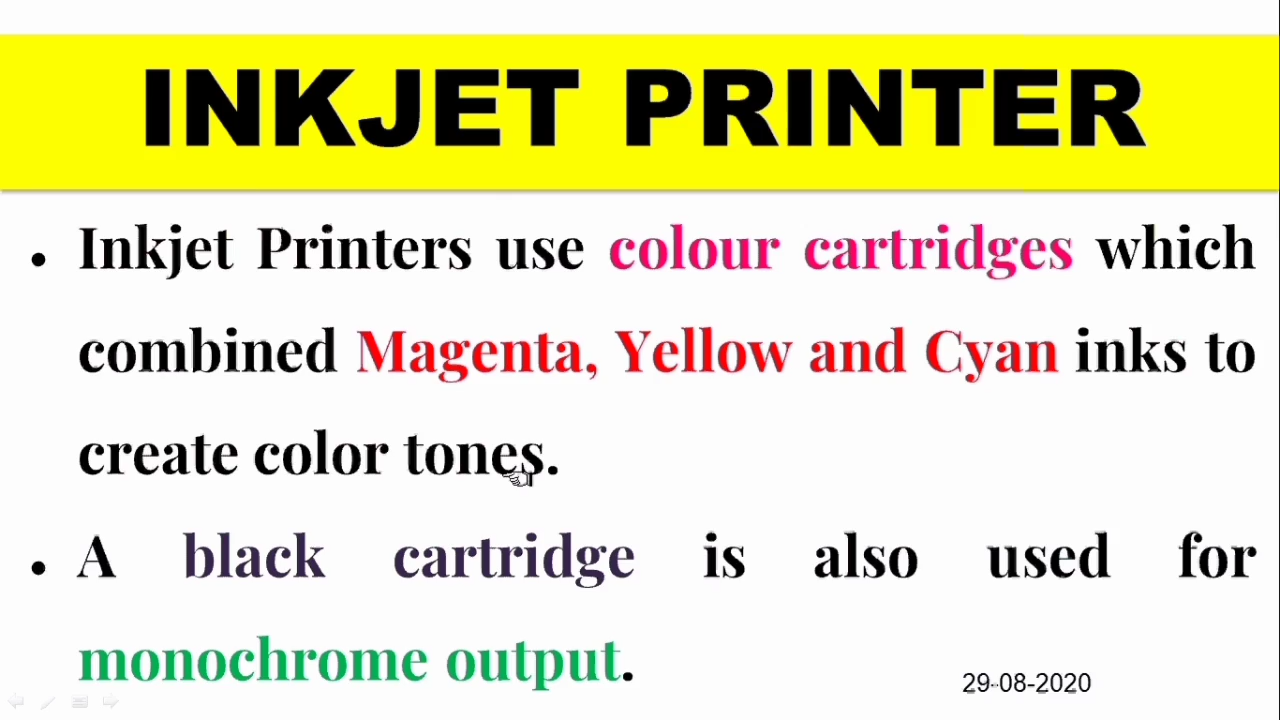 INKJET PRINTER
• Inkjet Printers use colour cartridges which
combined Magenta, Yellow and Cyan inks to
create color tones.
• A black cartridge is also used for
monochrome output.
29-08-2020